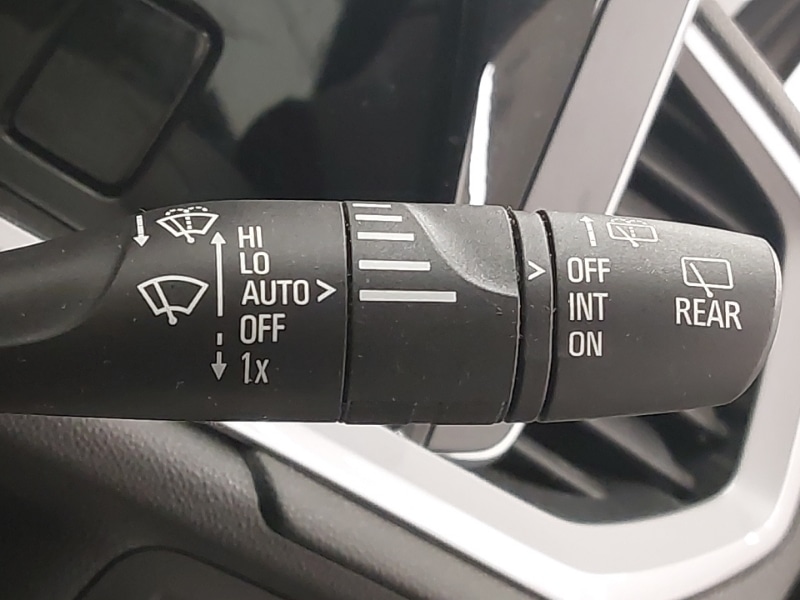 HI
LO
AUTO >
OFF
1x
>
OFF
INT
ON
REAR